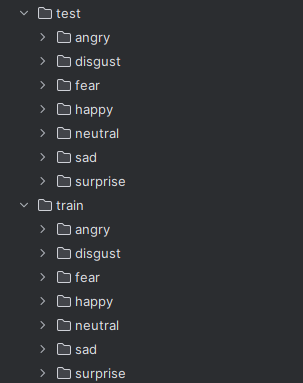 test
angry
disgust
fear
happy
neutral
sad
surprise
train
angry
disgust
fear
happy
neutral
sad
surprise